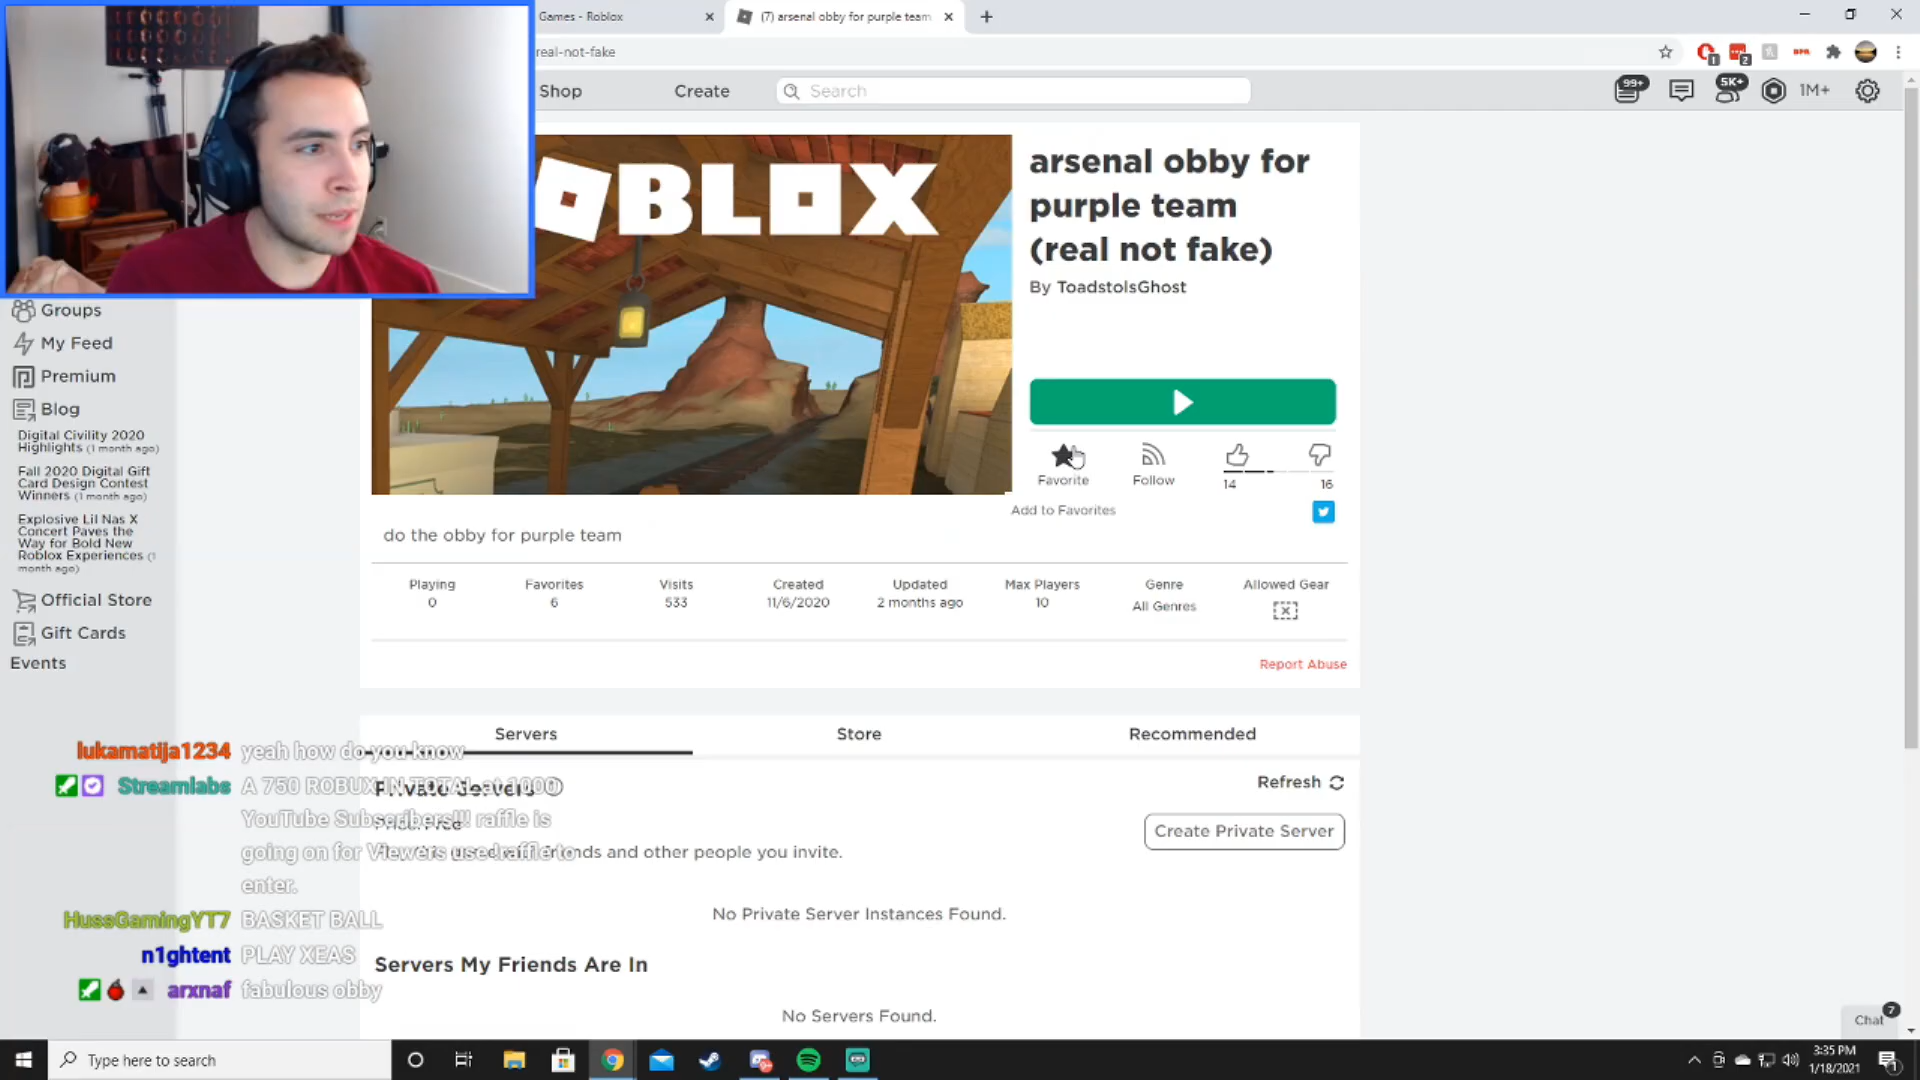 Games - Roblox
(7) arsenal obby for purple team
real-not-fake
Shop
Create
Search
99+
5K+
1M+
ROBLOX
arsenal obby for
purple team
(real not fake)
By ToadstolsGhost
Favorite
Follow
14
16
Add to Favorites
do the obby for purple team
Playing
0
Favorites
6
Visits
533
Created
11/6/2020
Updated
2 months ago
Max Players
10
Genre
All Genres
Allowed Gear
Report Abuse
Groups
My Feed
Premium
Blog
Digital Civility 2020
Highlights (1 month ago)
Fall 2020 Digital Gift
Card Design Contest
Winners (1 month ago)
Explosive Lil Nas X
Concert Paves the
Way for Bold New
Roblox Experiences (1
month ago)
Official Store
Gift Cards
Events
Servers
Store
Recommended
Private Servers
Refresh
Price: Free
Create Private Server
friends and other people you invite.
No Private Server Instances Found.
Servers My Friends Are In
No Servers Found.
lukamatija1234 yeah how do you know
Streamlabs A 750 ROBUX IN TOTAL at 1000
YouTube Subscribers!!! raffle is
going on for Viewers use !raffle to
enter.
HussGamingYT7 BASKET BALL
n1ghtent PLAY XEAS
arxnaf fabulous obby
Chat
7
Type here to search
3:35 PM
1/18/2021